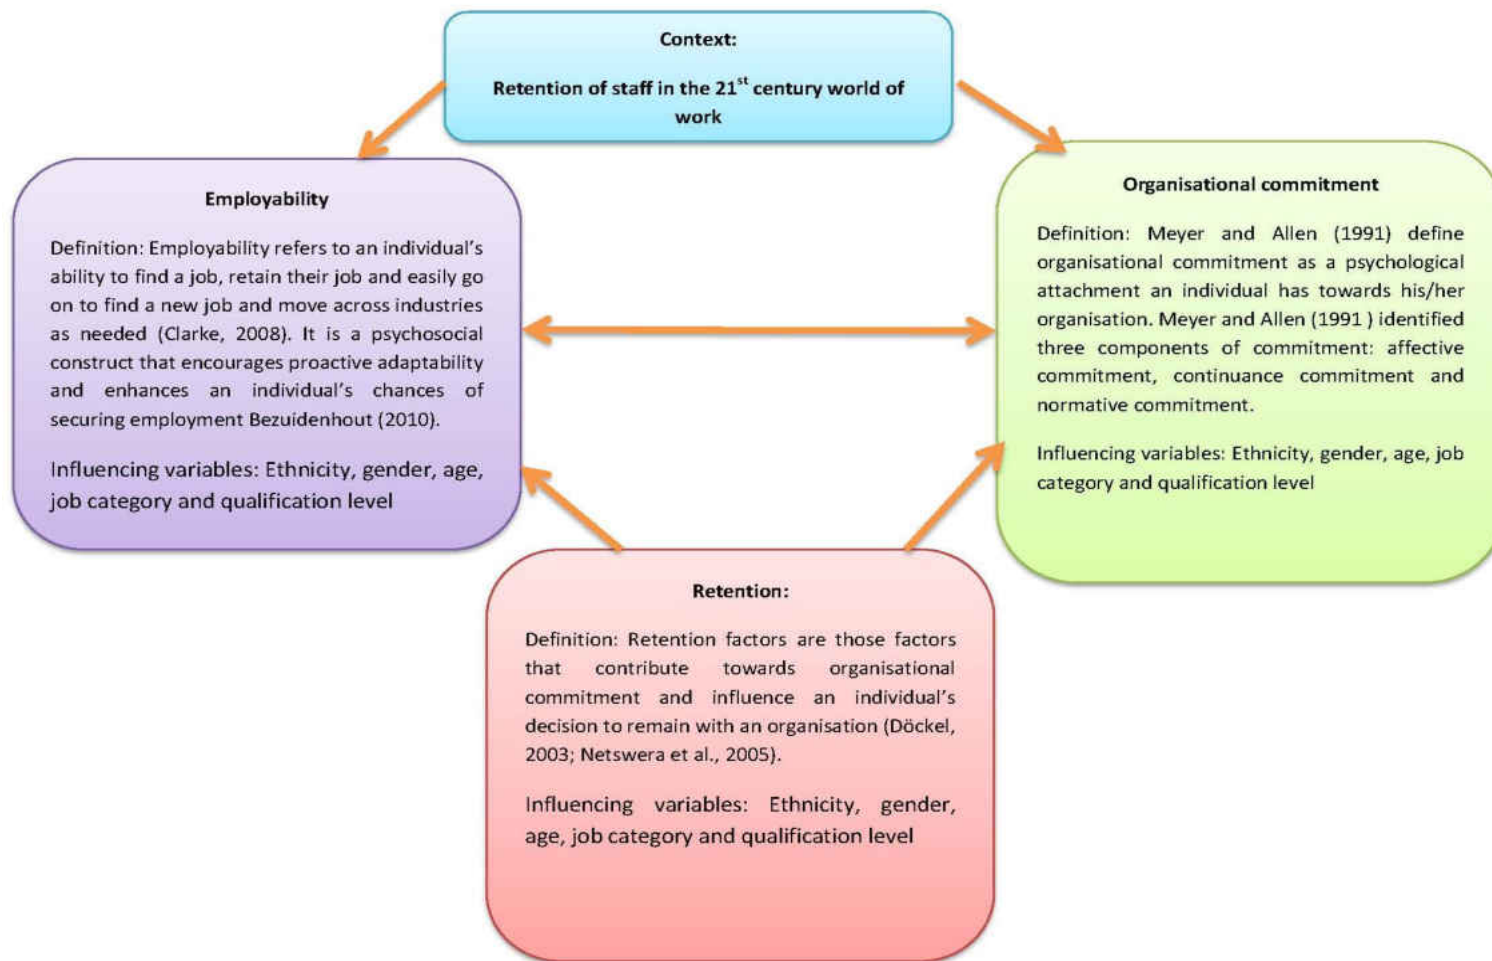 Context:
Retention of staff in the 21st century world of
work
Employability
Definition: Employability refers to an individual's
ability to find a job, retain their job and easily go
on to find a new job and move across industries
as needed (Clarke, 2008). It is a psychosocial
construct that encourages proactive adaptability
and enhances an individual's chances of
securing employment Bezuidenhout (2010).
Influencing variables: Ethnicity, gender, age,
job category and qualification level
Organisational commitment
Definition: Meyer and Allen (1991) define
organisational commitment as a psychological
attachment an individual has towards his/her
organisation. Meyer and Allen (1991 ) identified
three components of commitment: affective
commitment, continuance commitment and
normative commitment.
Influencing variables: Ethnicity, gender, age, job
category and qualification level
Retention:
Definition: Retention factors are those factors
that contribute towards organisational
commitment and influence an individual's
decision to remain with an organisation (Döckel,
2003; Netswera et al., 2005).
Influencing variables: Ethnicity, gender,
age, job category and qualification level